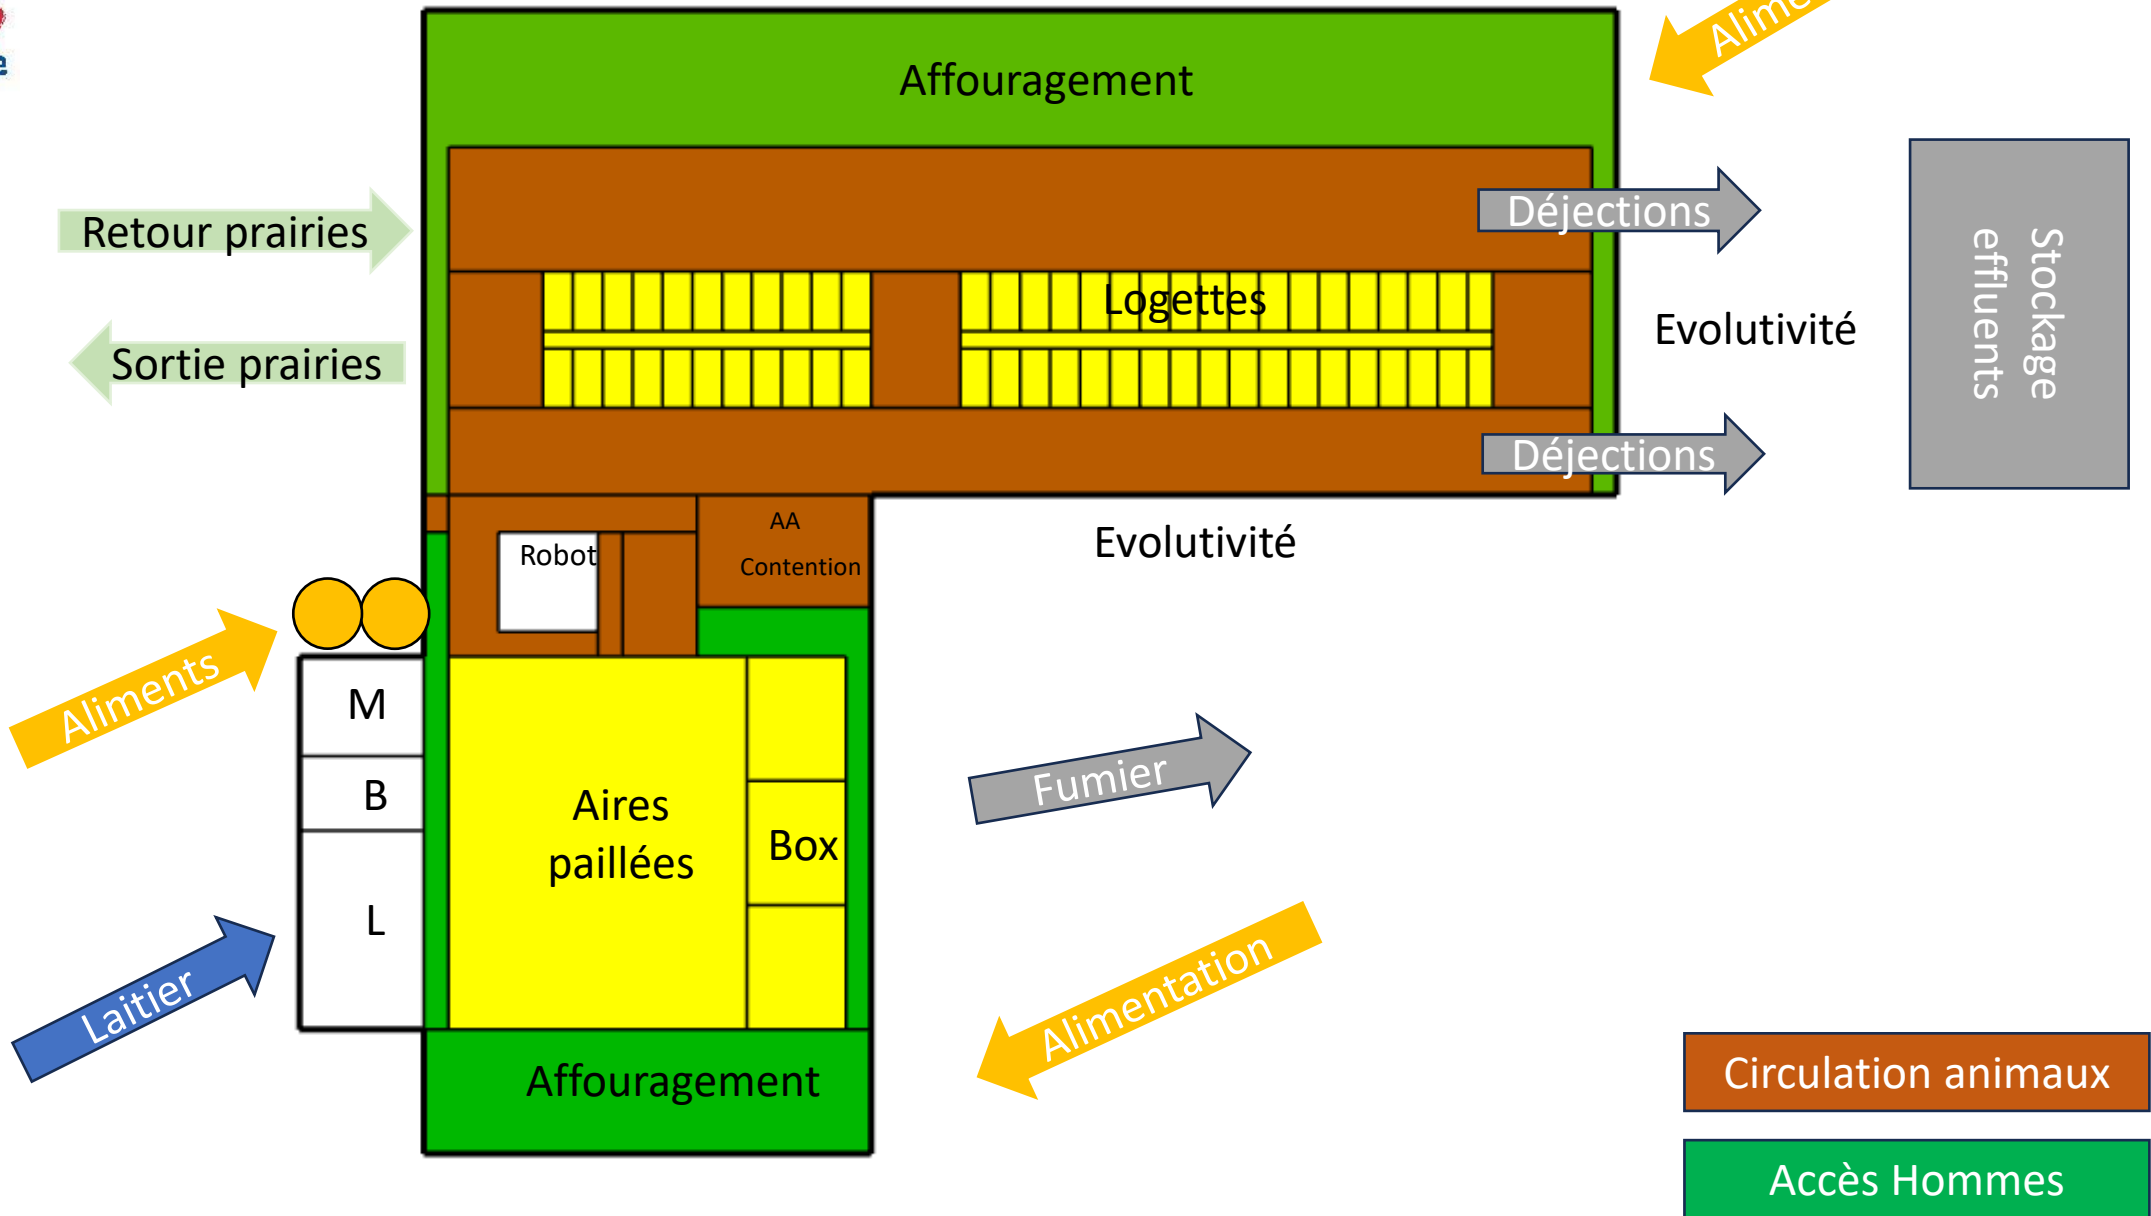 Affouragement
Retour prairies
Déjections
Logettes
Stockage
effluents
Evolutivité
Sortie prairies
Déjections
AA
Contention
Robot
Evolutivité
Aliments
M
B
L
Aires
paillées
Box
Fumier
Laitier
Alimentation
Affouragement
Circulation animaux
Accès Hommes